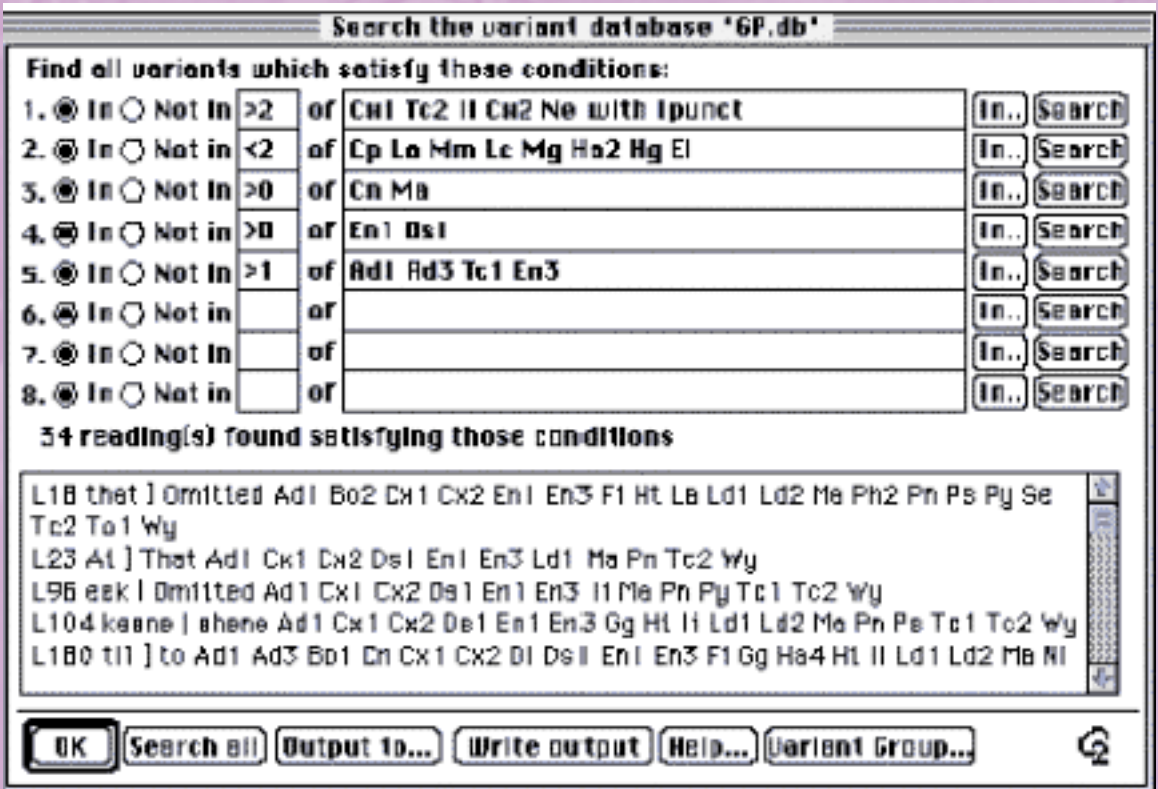 Search the variant database 'GP.db'
Find all variants which satisfy these conditions:
1. In Not in >2 of Cx1 Tc2 Ii Cx2 Ne with Ipunct In.. Search
2. In Not in <2 of Cp La Mm Lc Mg Ha2 Hg El In.. Search
3. In Not in >0 of Cn Ma In.. Search
4. In Not in >0 of En1 Ds1 In.. Search
5. In Not in >1 of Ad1 Ad3 Tc1 En3 In.. Search
6. In Not in of In.. Search
7. In Not in of In.. Search
8. In Not in of In.. Search
34 reading(s) found satisfying those conditions
L18 that ] Omitted Ad1 Bo2 Cx1 Cx2 En1 En3 Fi Ht La Ld1 Ld2 Ma Ph2 Pn Ps Py Se
Tc2 To1 Wy
L23 At ] That Ad1 Cx1 Cx2 Ds1 En1 En3 Ld1 Ma Pn Tc2 Wy
eek ] Omitted Ad1 Cx1 Cx2 Ds1 En1 En3 Ii Ma Pn Py Tc1 Tc2 Wy
L104 keene ] shene Ad1 Cx1 Cx2 Ds1 En1 En3 Gg Ht Ii Ld1 Ld2 Ma Pn Ps Tc1 Tc2 Wy
L180 til ] to Ad1 Ad3 Bo1 Cn Cx1 Cx2 Dl Ds1 En1 En3 Fi Gg Ha4 Ht Ii Ld1 Ld2 Ma Nl
OK Search all Output to... Write output Help... Variant Group...